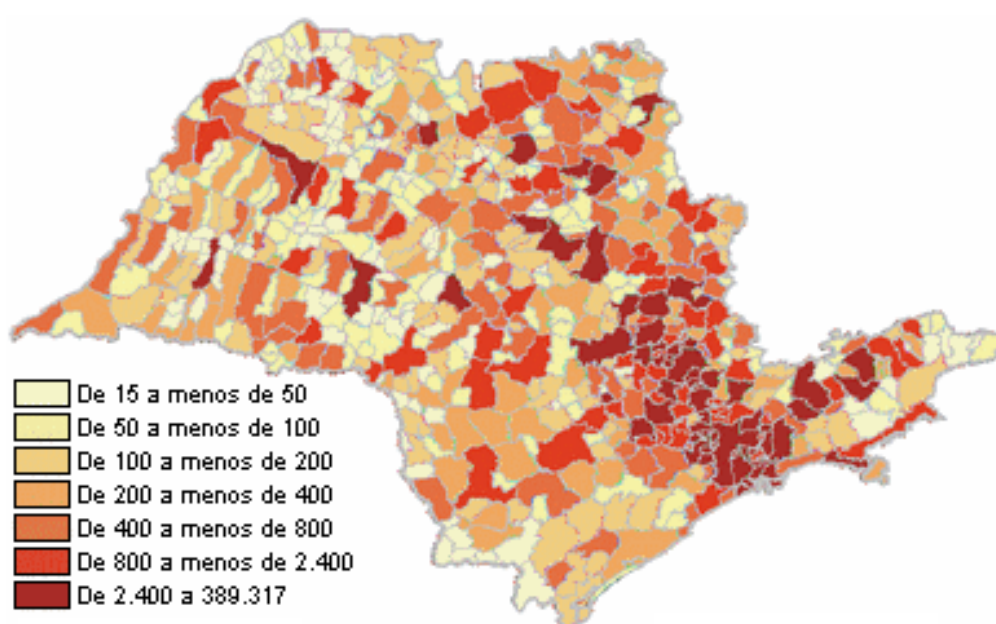 De 15 a menos de 50
De 50 a menos de 100
De 100 a menos de 200
De 200 a menos de 400
De 400 a menos de 800
De 800 a menos de 2.400
De 2.400 a 389.317